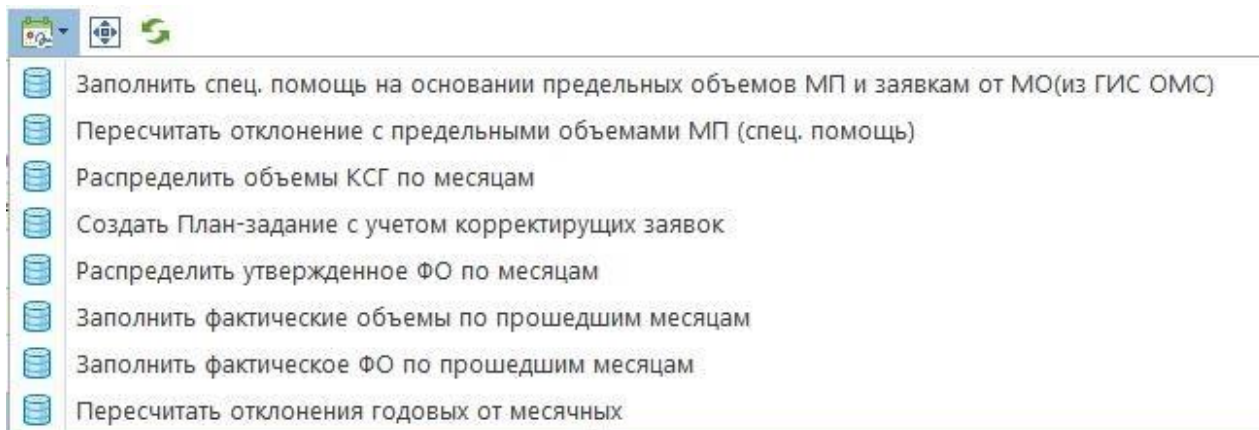 Заполнить спец. помощь на основании предельных объемов МП и заявкам от МО(из ГИС ОМС)
Пересчитать отклонение с предельными объемами МП (спец. помощь)
Распределить объемы КСГ по месяцам
Создать План-задание с учетом корректирущих заявок
Распределить утвержденное ФО по месяцам
Заполнить фактические объемы по прошедшим месяцам
Заполнить фактическое ФО по прошедшим месяцам
Пересчитать отклонения годовых от месячных